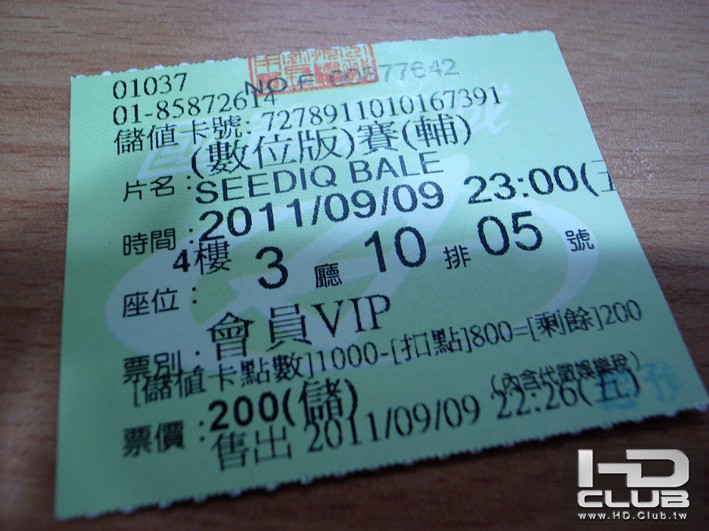 01037
NO.F 60877642
01-85872614
儲值卡號:7278911010167391
(數位版)賽(輔)
片名:SEEDIQ BALE
時間:2011/09/09 23:00(五
4樓 3 廳 10 排 05 號
座位:
票別:會員VIP
[儲值卡點數]1000-[扣點]800=[剩餘]200
票價:200(儲) (內含代徵娛樂稅)
售出 2011/09/09 22:26(五)
HD CLUB
www.HD.Club.tw